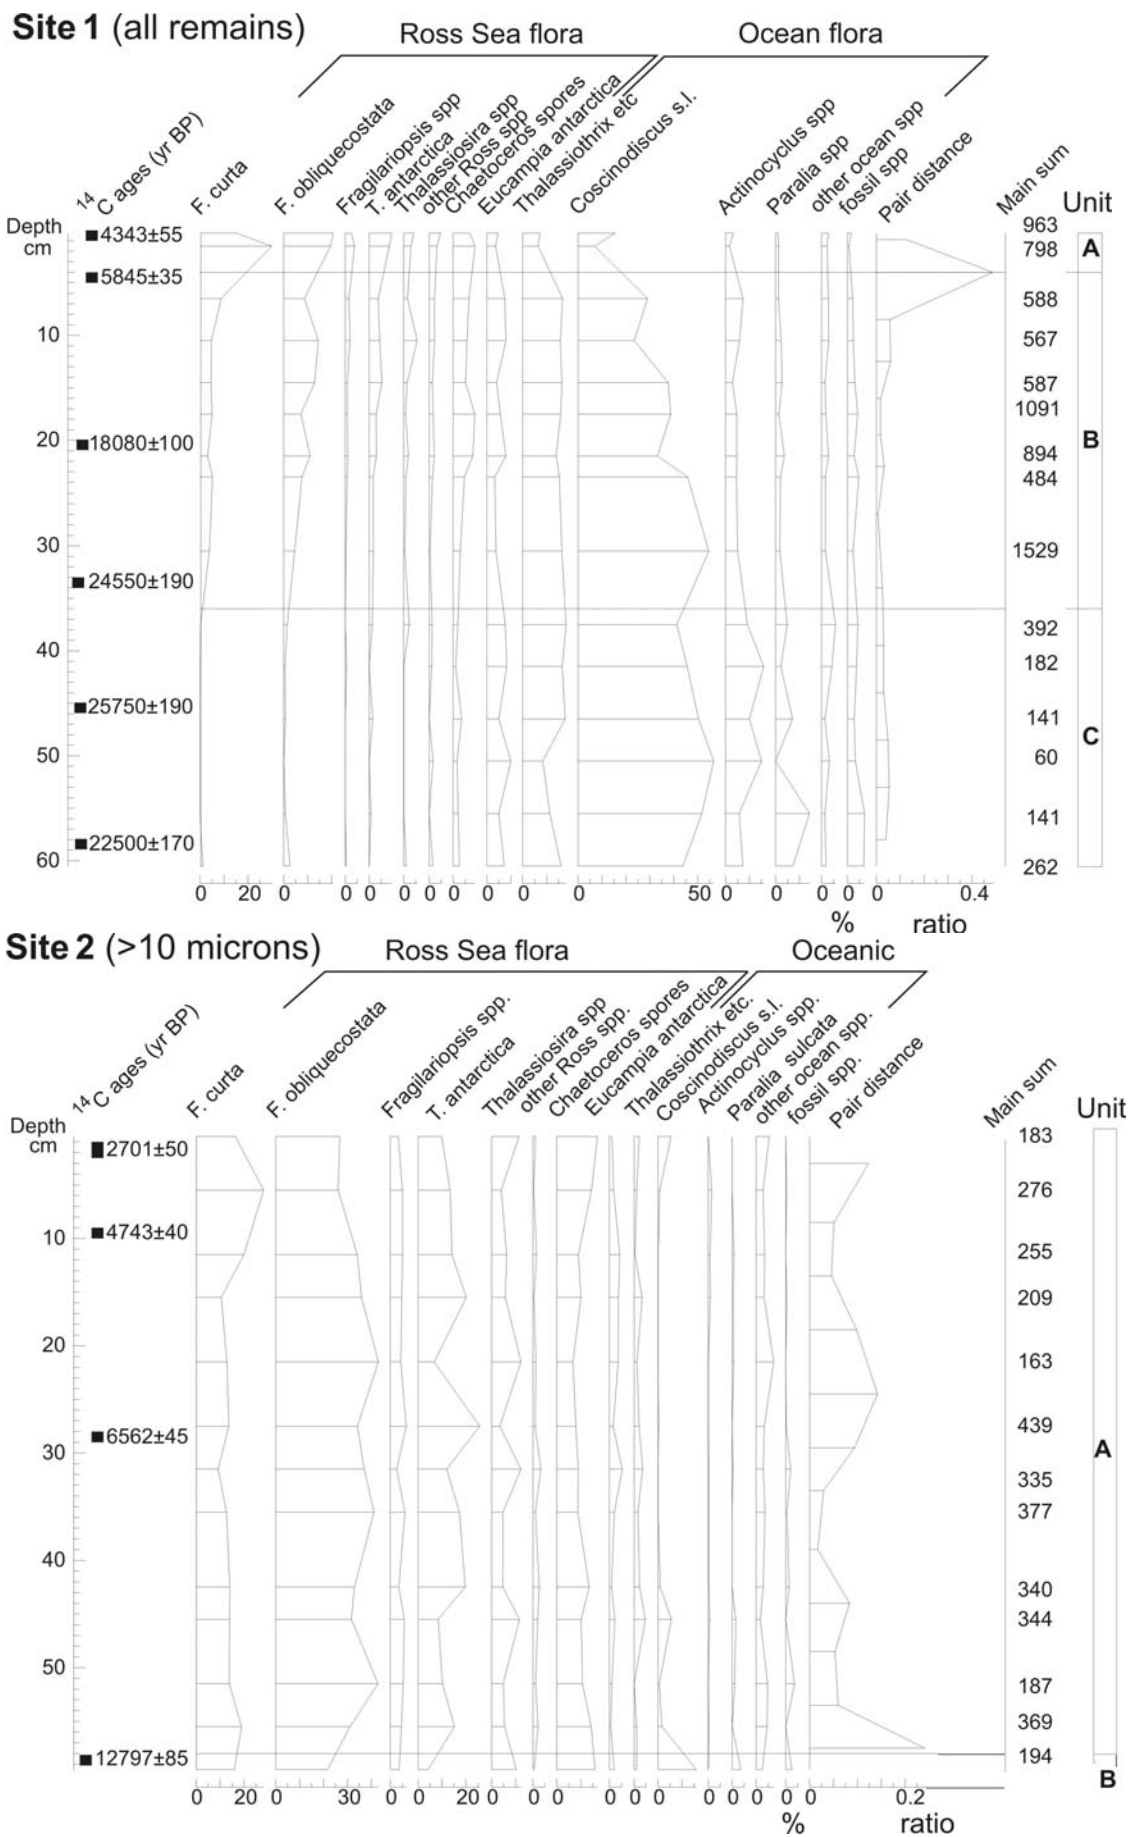 Site 1 (all remains)
Ross Sea flora
Ocean flora
14C ages (yr BP)
F. curta
F. obliquecostata
Fragilariopsis spp
T. antarctica
Thalassiosira spp
other Ross spp
Chaetoceros spores
Eucampia antarctica
Thalassiothrix etc
Coscinodiscus s.l.
Actinocyclus spp
Paralia spp
other ocean spp
fossil spp
Pair distance
Main sum
Unit
Depth
cm
4343±55
963
798
A
5845±35
588
10
567
587
1091
20
18080±100
894
B
484
30
1529
24550±190
392
40
182
25750±190
141
C
50
60
141
22500±170
60
262
0 20 0 0 0 0 0 0 0 0 0 50 0 0 0 0 0 0.4
% ratio
Site 2 (>10 microns)
Ross Sea flora
Oceanic
14C ages (yr BP)
F. curta
F. obliquecostata
Fragilariopsis spp.
T. antarctica
Thalassiosira spp
other Ross spp.
Chaetoceros spores
Eucampia antarctica
Thalassiothrix etc.
Coscinodiscus s.l.
Actinocyclus spp.
Paralia sulcata
other ocean spp.
fossil spp.
Pair distance
Main sum
Unit
Depth
cm
2701±50
183
276
10
4743±40
255
209
20
163
6562±45
439
30
A
335
377
40
340
344
50
187
369
12797±85
194
B
0 20 0 30 0 0 20 0 0 0 0 0 0 0 0 0 0 0 0.2
% ratio